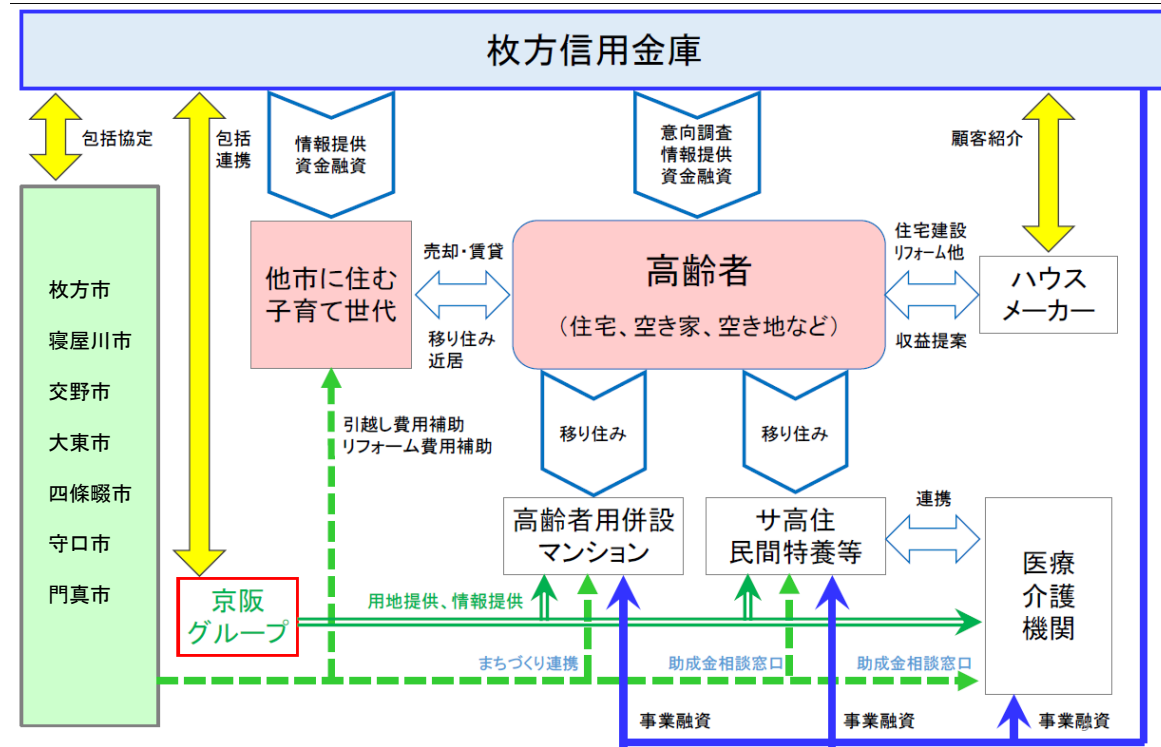 枚方信用金庫
包括協定
包括
連携
情報提供
資金融資
意向調査
情報提供
資金融資
顧客紹介
枚方市
寝屋川市
交野市
大東市
四條畷市
守口市
門真市
他市に住む
子育て世代
売却・賃貸
移り住み
近居
高齢者
（住宅、空き家、空き地など）
住宅建設
リフォーム他
収益提案
ハウス
メーカー
引越し費用補助
リフォーム費用補助
移り住み
移り住み
高齢者用併設
マンション
サ高住
民間特養等
連携
医療
介護
機関
京阪
グループ
用地提供、情報提供
まちづくり連携
助成金相談窓口
助成金相談窓口
事業融資
事業融資
事業融資